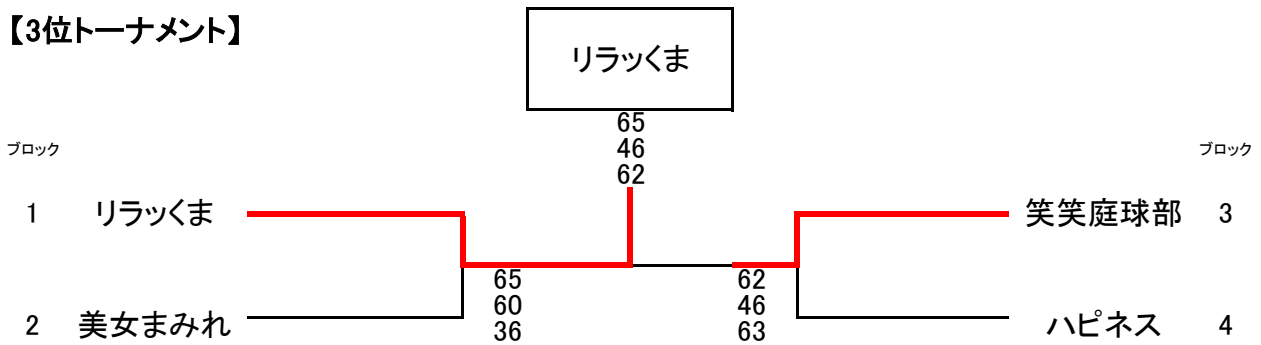 【3位トーナメント】
リラッくま
65
46
62
ブロック
ブロック
1 リラッくま
笑笑庭球部 3
65
60
36
62
46
63
2 美女まみれ
ハピネス 4